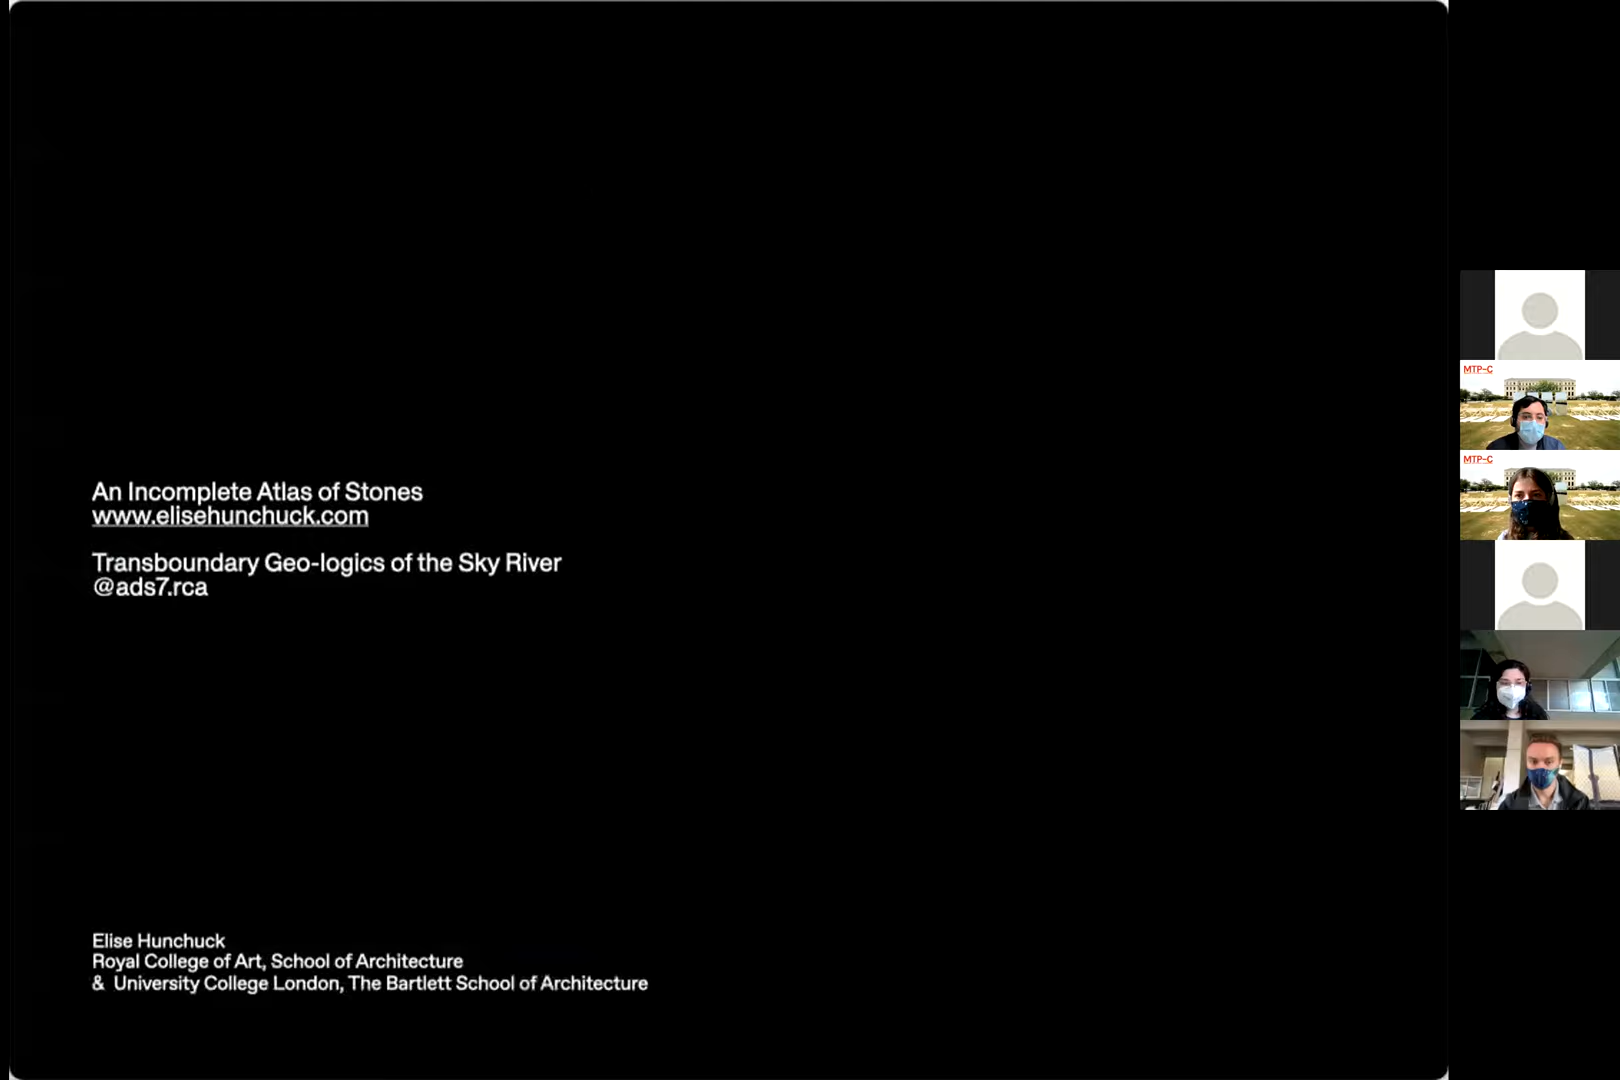 An Incomplete Atlas of Stones
www.elisehunchuck.com
Transboundary Geo-logics of the Sky River
@ads7.rca
Elise Hunchuck
Royal College of Art, School of Architecture
& University College London, The Bartlett School of Architecture
MTP-C
MTP-C